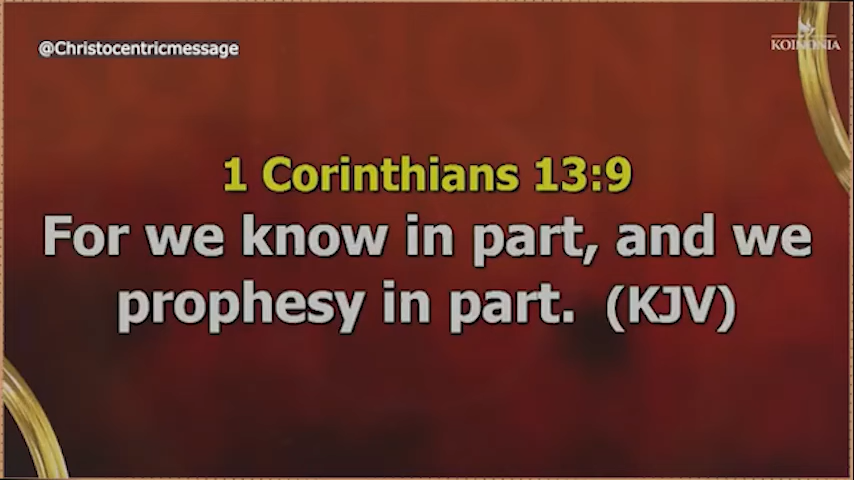 @Christocentricmessage
KOINONIA
1 Corinthians 13:9
For we know in part, and we
prophesy in part. (KJV)